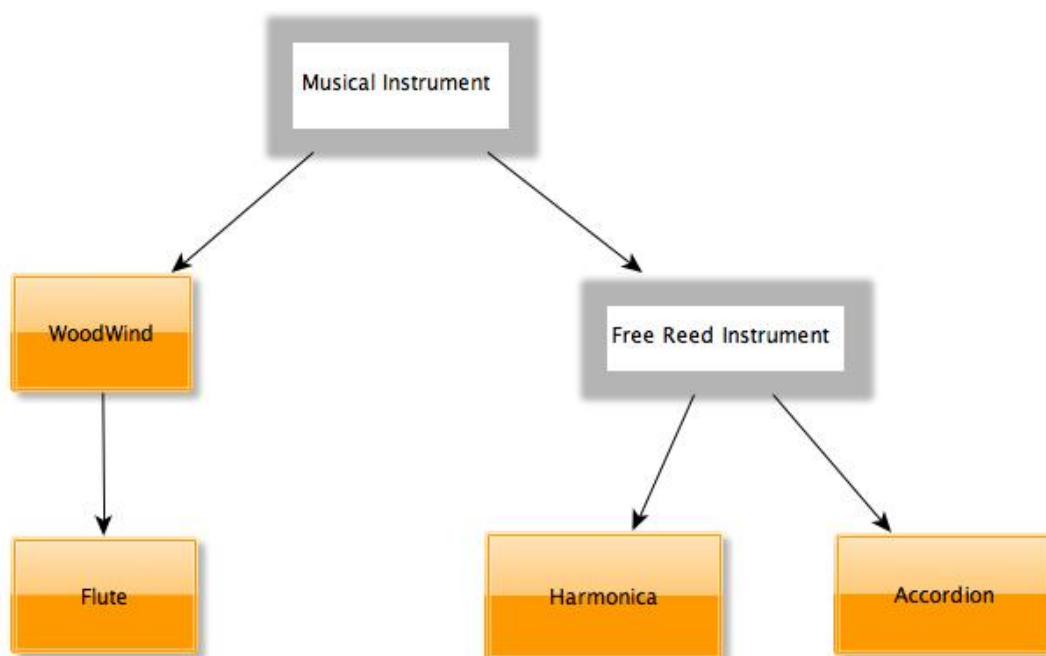 Musical Instrument
WoodWind
Free Reed Instrument
Flute
Harmonica
Accordion